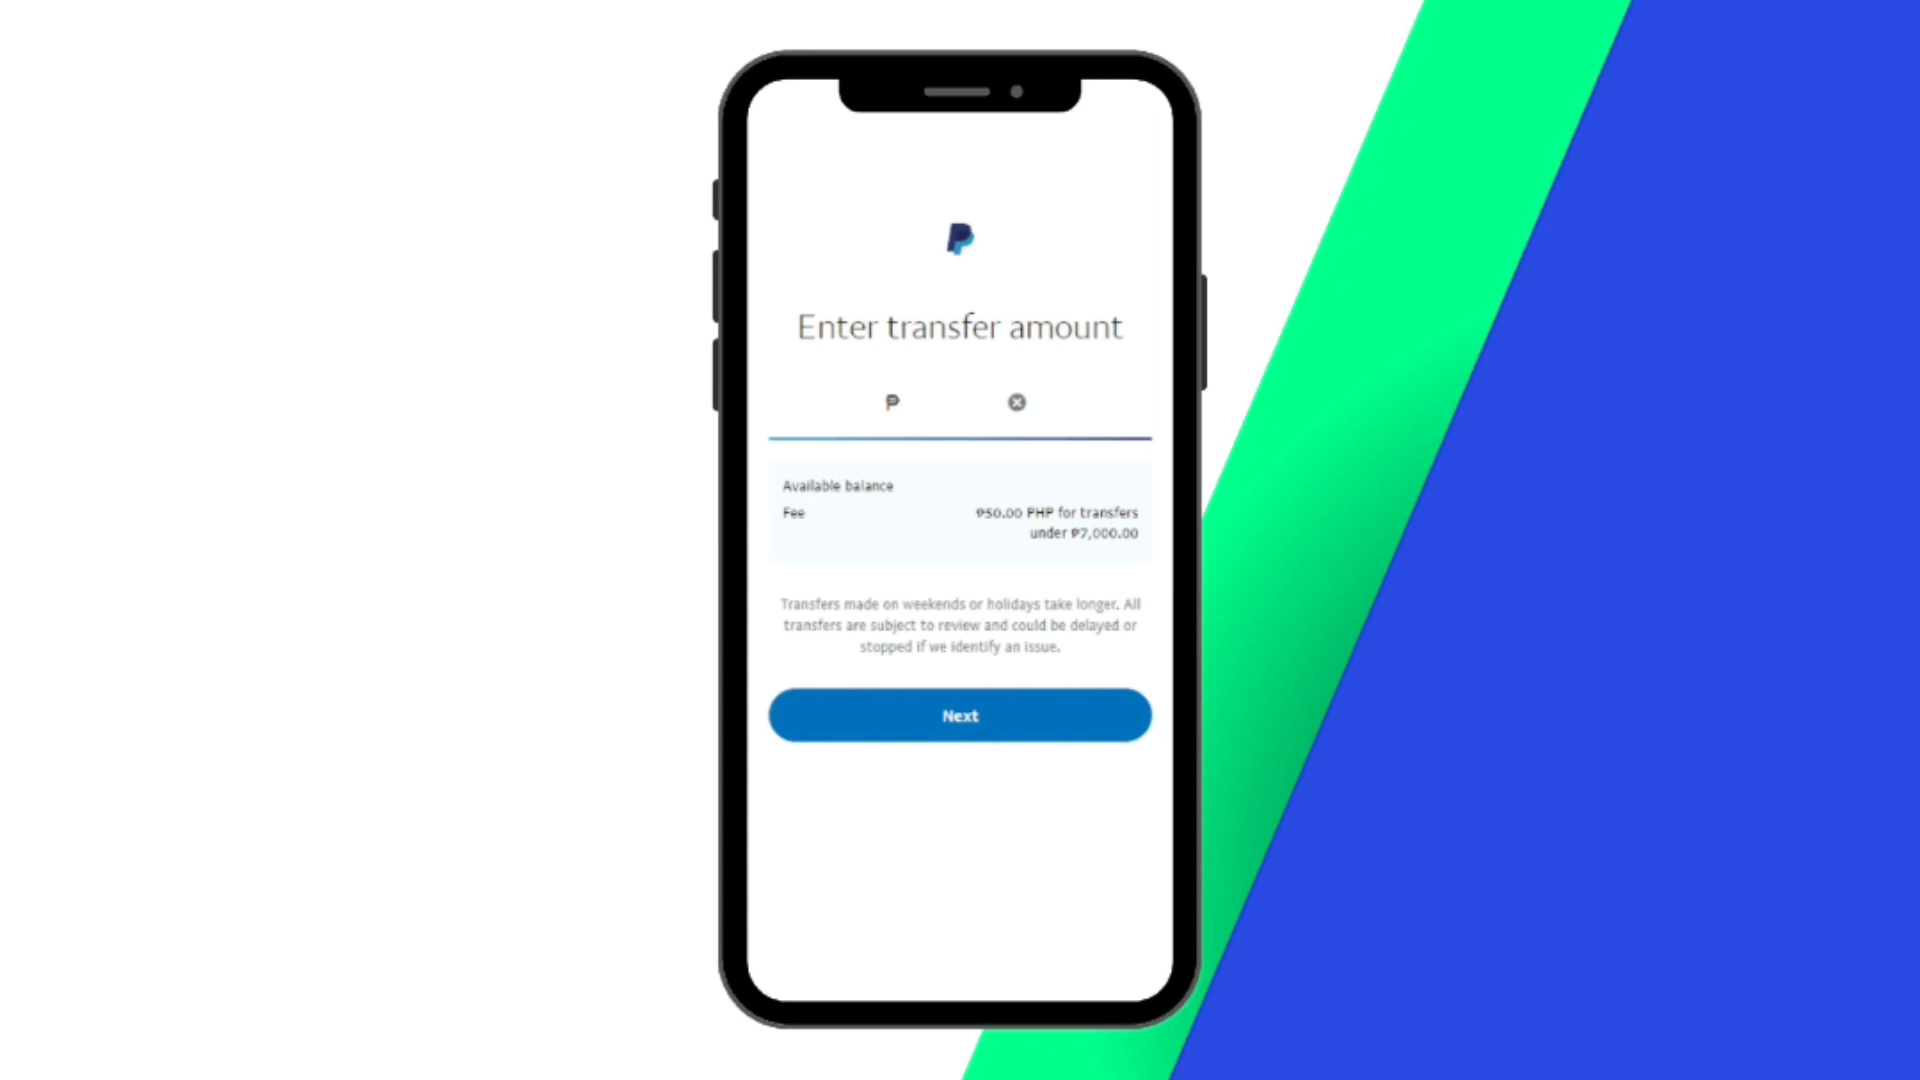 Enter transfer amount
₱
Available balance
Fee
₱50.00 PHP for transfers
under ₱7,000.00
Transfers made on weekends or holidays take longer. All
transfers are subject to review and could be delayed or
stopped if we identify an issue.
Next